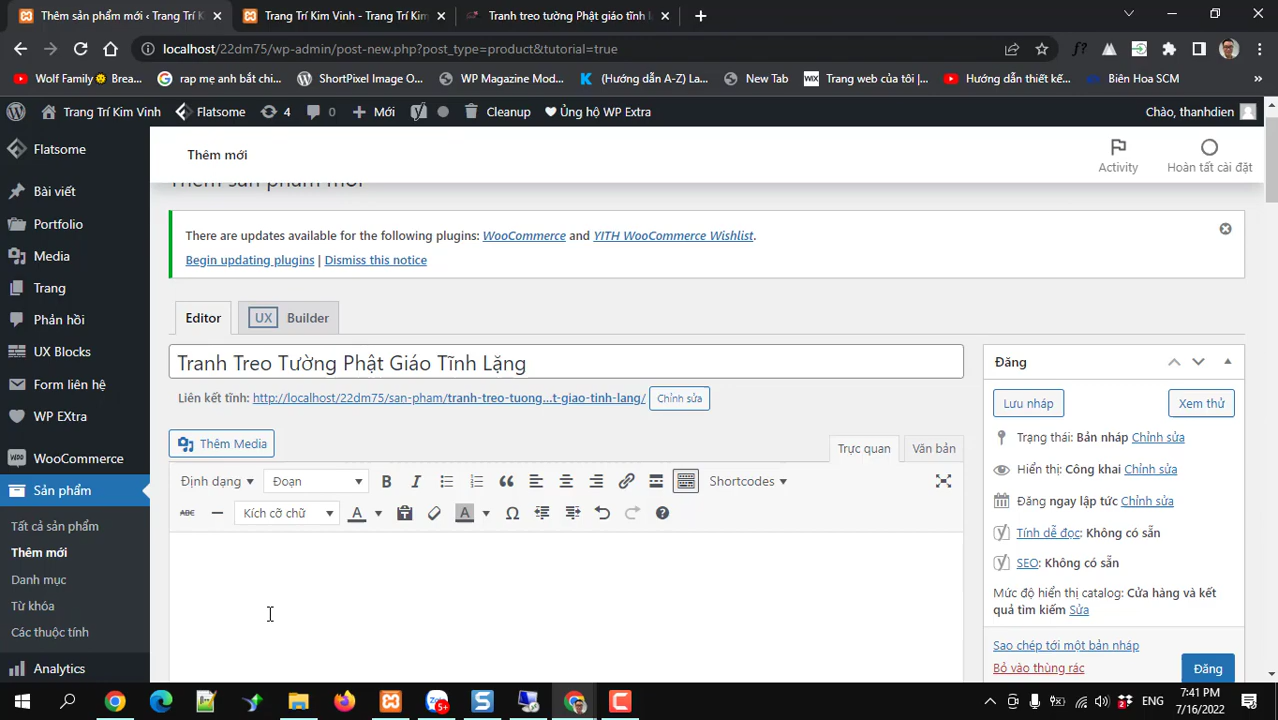 Thêm sản phẩm mới ‹ Trang Trí K
Trang Trí Kim Vinh - Trang Trí Kim
Tranh treo tường Phật giáo tĩnh l
localhost/22dm75/wp-admin/post-new.php?post_type=product&tutorial=true
Wolf Family Brea...
rap mẹ anh bắt chi...
ShortPixel Image O...
WP Magazine Mod...
(Hướng dẫn A-Z) La...
New Tab
Trang web của tôi |...
Hướng dẫn thiết kế...
Biên Hoa SCM
»
Trang Trí Kim Vinh
Flatsome
4
0
Mới
Cleanup
Ủng hộ WP Extra
Chào, thanhdien
Flatsome
Bài viết
Portfolio
Media
Trang
Phản hồi
UX Blocks
Form liên hệ
WP EXtra
WooCommerce
Sản phẩm
Tất cả sản phẩm
Thêm mới
Danh mục
Từ khóa
Các thuộc tính
Analytics
Thêm mới
Activity
Hoàn tất cài đặt
Thêm sản phẩm mới
There are updates available for the following plugins: WooCommerce and YITH WooCommerce Wishlist.
Begin updating plugins | Dismiss this notice
Editor
UX Builder
Tranh Treo Tường Phật Giáo Tĩnh Lặng
Liên kết tĩnh: http://localhost/22dm75/san-pham/tranh-treo-tuong...t-giao-tinh-lang/ Chỉnh sửa
Thêm Media
Trực quan
Văn bản
Định dạng
Đoạn
B I
Shortcodes
ABC
Kích cỡ chữ
A
A
Ω
Đăng
Lưu nháp
Xem thử
Trạng thái: Bản nháp Chỉnh sửa
Hiển thị: Công khai Chỉnh sửa
Đăng ngay lập tức Chỉnh sửa
Tính dễ đọc: Không có sẵn
SEO: Không có sẵn
Mức độ hiển thị catalog: Cửa hàng và kết
quả tìm kiếm Sửa
Sao chép tới một bản nháp
Bỏ vào thùng rác
Đăng
5+
2
ENG
7:41 PM
7/16/2022